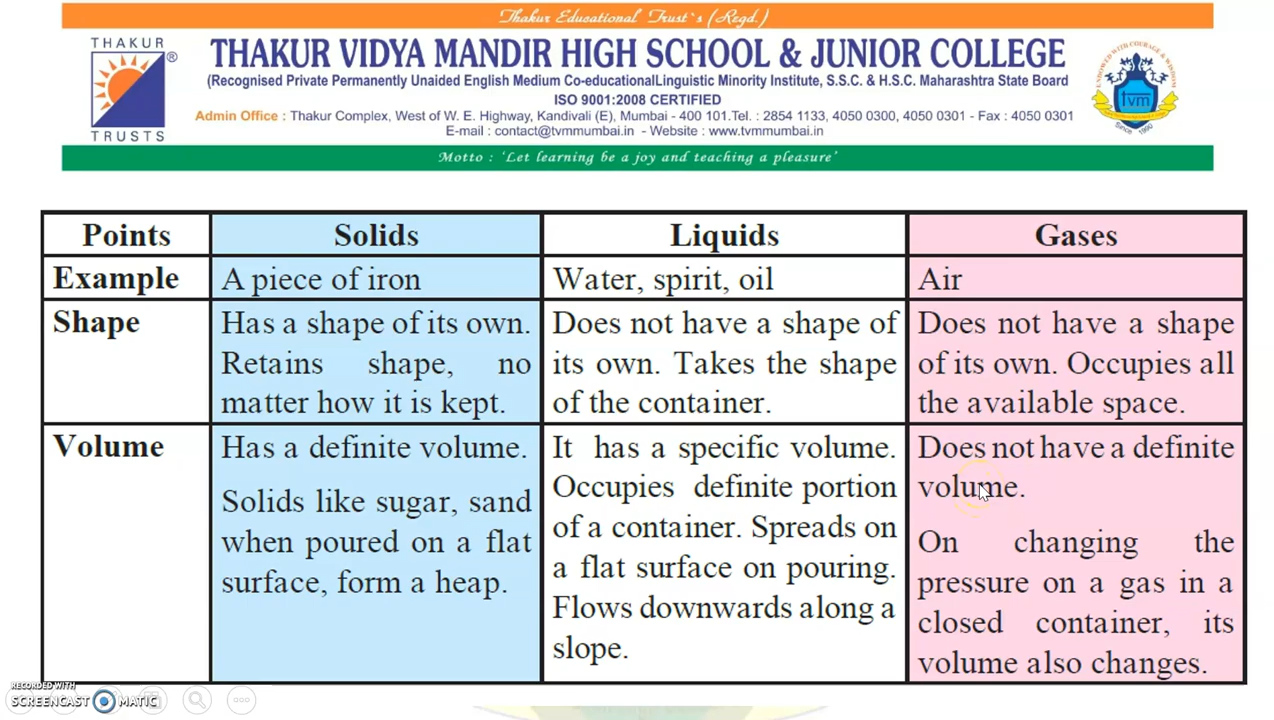 Thakur Educational Trust`s (Regd.)
THAKUR
®
TRUSTS
THAKUR VIDYA MANDIR HIGH SCHOOL & JUNIOR COLLEGE
(Recognised Private Permanently Unaided English Medium Co-educationalLinguistic Minority Institute, S.S.C. & H.S.C. Maharashtra State Board
ISO 9001:2008 CERTIFIED
Admin Office : Thakur Complex, West of W. E. Highway, Kandivali (E), Mumbai - 400 101.Tel. : 2854 1133, 4050 0300, 4050 0301 - Fax : 4050 0301
E-mail : contact@tvmmumbai.in - Website : www.tvmmumbai.in
tvm
Since 1990
Motto : 'Let learning be a joy and teaching a pleasure'
Points
Solids
Liquids
Gases
Example
A piece of iron
Water, spirit, oil
Air
Shape
Has a shape of its own.
Retains shape, no
matter how it is kept.
Does not have a shape of
its own. Takes the shape
of the container.
Does not have a shape
of its own. Occupies all
the available space.
Volume
Has a definite volume.
Solids like sugar, sand
when poured on a flat
surface, form a heap.
It has a specific volume.
Occupies definite portion
of a container. Spreads on
a flat surface on pouring.
Flows downwards along a
slope.
Does not have a definite
volume.
On changing the
pressure on a gas in a
closed container, its
volume also changes.
RECORDED WITH
SCREENCAST MATIC